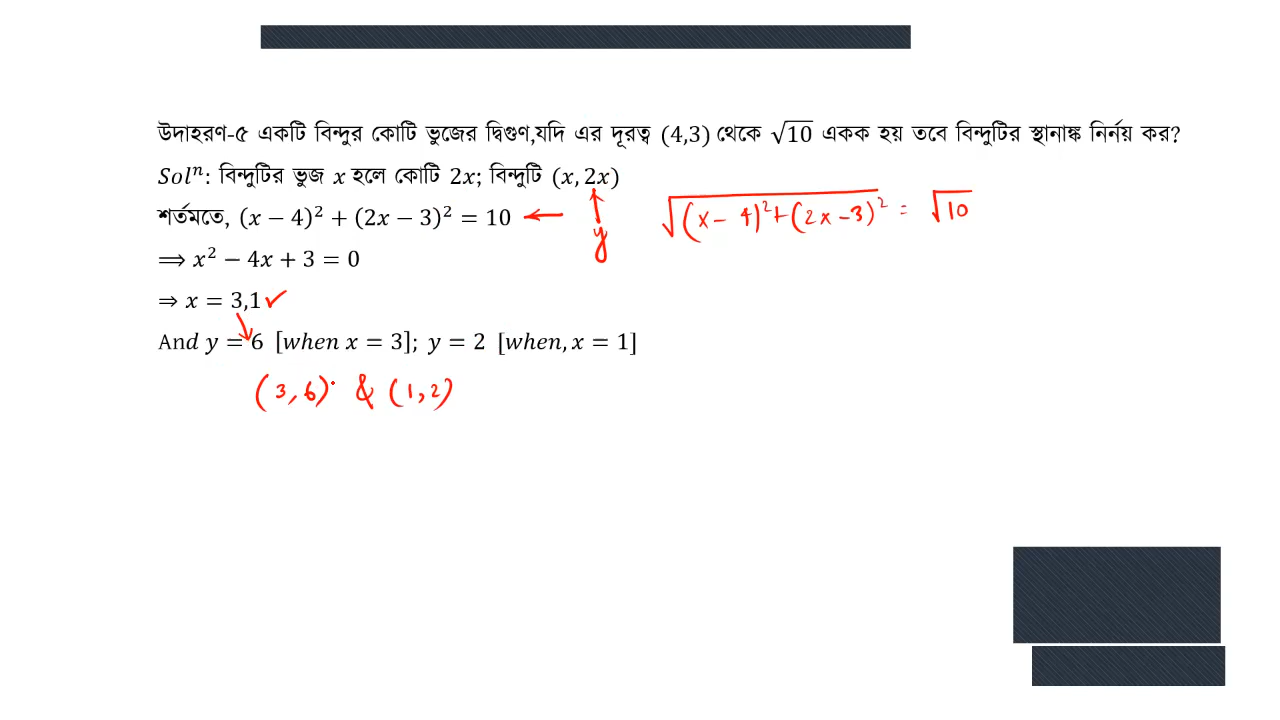 উদাহরণ-৫ একটি বিন্দুর কোটি ভুজের দ্বিগুণ,যদি এর দূরত্ব (4,3) থেকে √10 একক হয় তবে বিন্দুটির স্থানাঙ্ক নির্নয় কর?
Solⁿ: বিন্দুটির ভুজ x হলে কোটি 2x; বিন্দুটি (x, 2x)
শর্তমতে, (x − 4)² + (2x − 3)² = 10 ← y √((x − 4)² + (2x − 3)²) = √10
⟹ x² − 4x + 3 = 0
⇒ x = 3,1 ✓
And y = 6 [when x = 3]; y = 2 [when, x = 1]
(3, 6) & (1, 2)